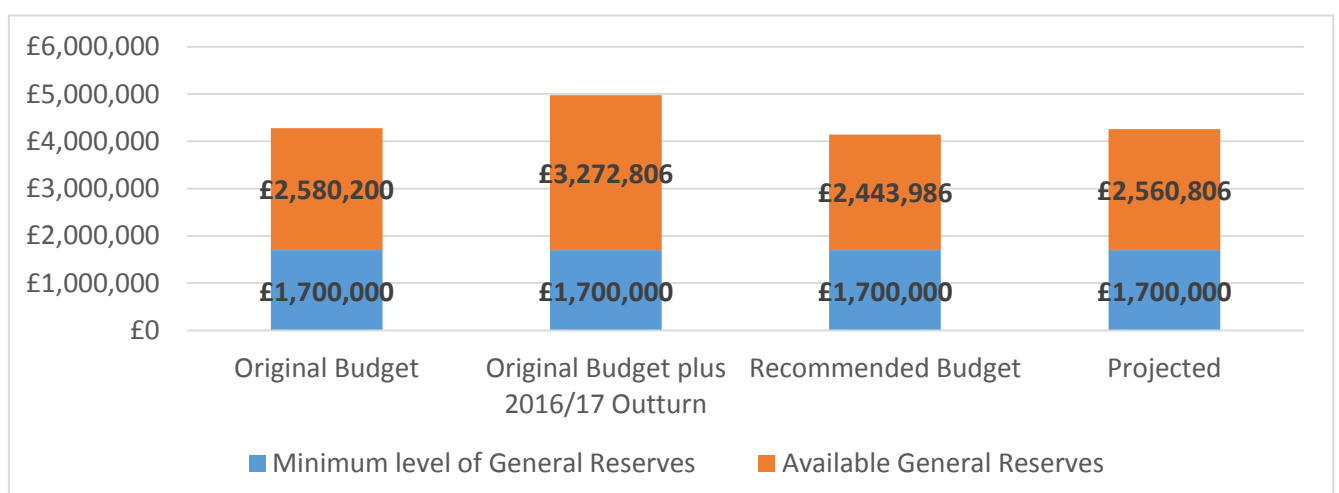 £6,000,000
£5,000,000
£4,000,000
£3,000,000
£2,000,000
£1,000,000
£0
£2,580,200
£3,272,806
£2,443,986
£2,560,806
£1,700,000
£1,700,000
£1,700,000
£1,700,000
Original Budget
Original Budget plus
2016/17 Outturn
Recommended Budget
Projected
Minimum level of General Reserves
Available General Reserves